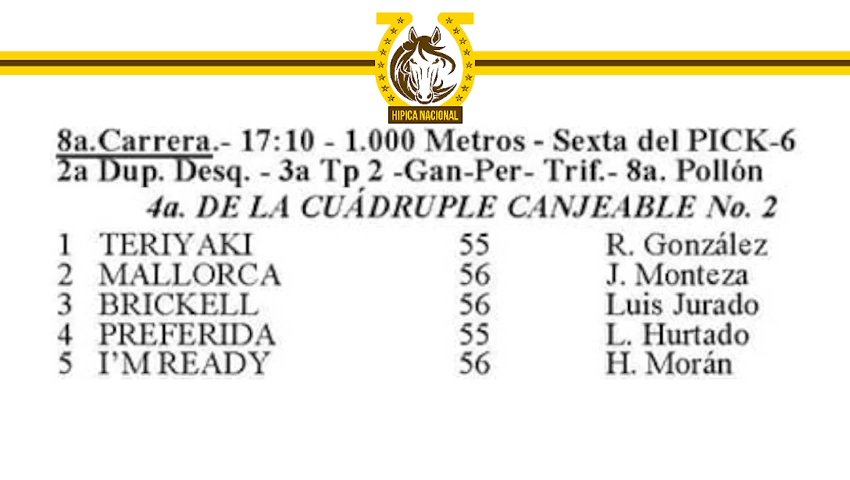 HIPICA NACIONAL
8a.Carrera.- 17:10 - 1.000 Metros - Sexta del PICK-6
2a Dup. Desq. - 3a Tp 2 -Gan-Per- Trif.- 8a. Pollón
4a. DE LA CUÁDRUPLE CANJEABLE No. 2
1 TERIYAKI 55 R. González
2 MALLORCA 56 J. Monteza
3 BRICKELL 56 Luis Jurado
4 PREFERIDA 55 L. Hurtado
5 I'M READY 56 H. Morán